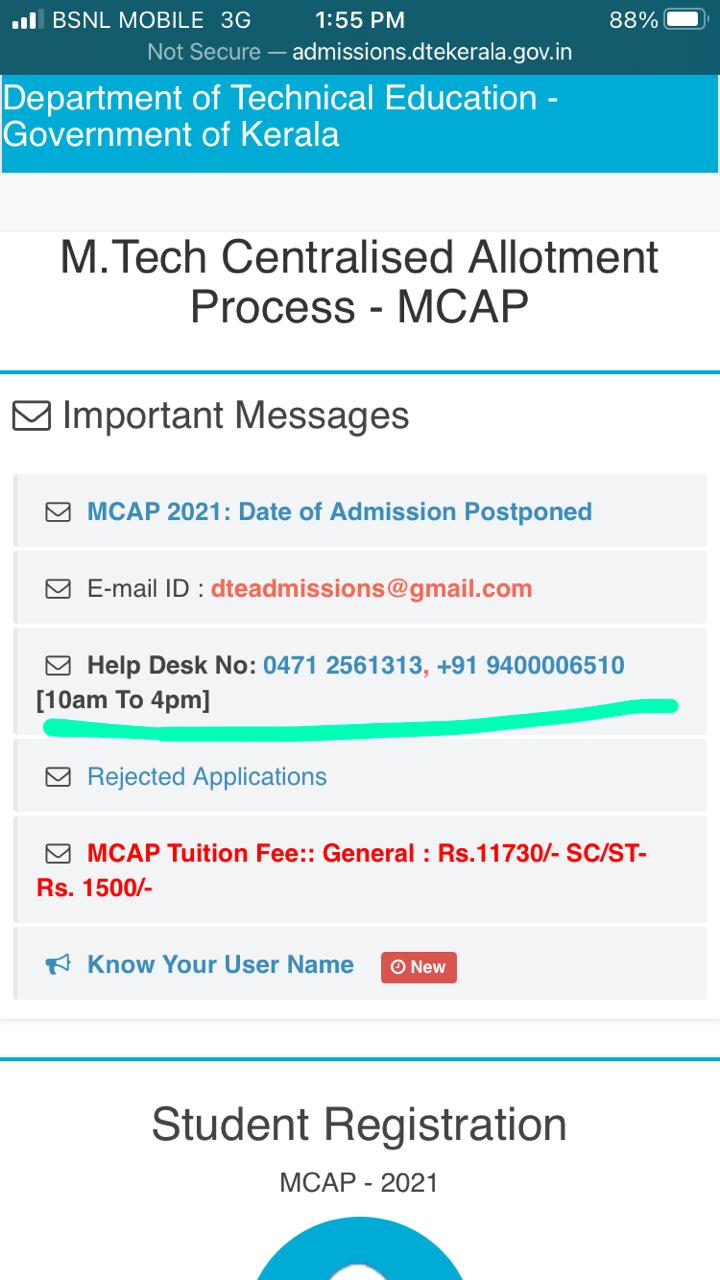 BSNL MOBILE 3G 1:55 PM 88%
Not Secure — admissions.dtekerala.gov.in
Department of Technical Education -
Government of Kerala
M.Tech Centralised Allotment
Process - MCAP
Important Messages
MCAP 2021: Date of Admission Postponed
E-mail ID : dteadmissions@gmail.com
Help Desk No: 0471 2561313, +91 9400006510
[10am To 4pm]
Rejected Applications
MCAP Tuition Fee:: General : Rs.11730/- SC/ST-
Rs. 1500/-
Know Your User Name New
Student Registration
MCAP - 2021